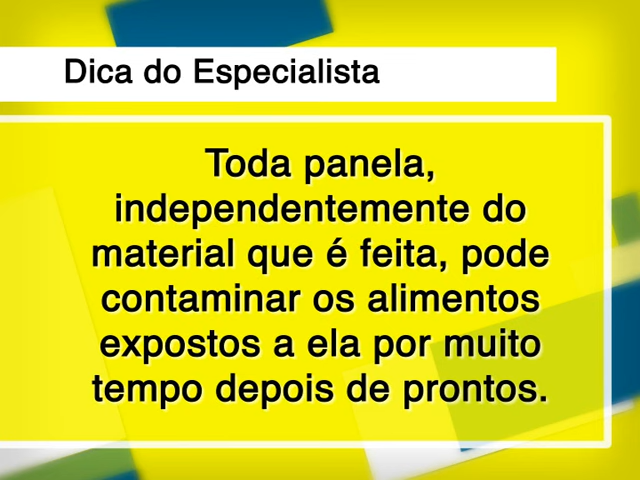 Dica do Especialista
Toda panela,
independentemente do
material que é feita, pode
contaminar os alimentos
expostos a ela por muito
tempo depois de prontos.